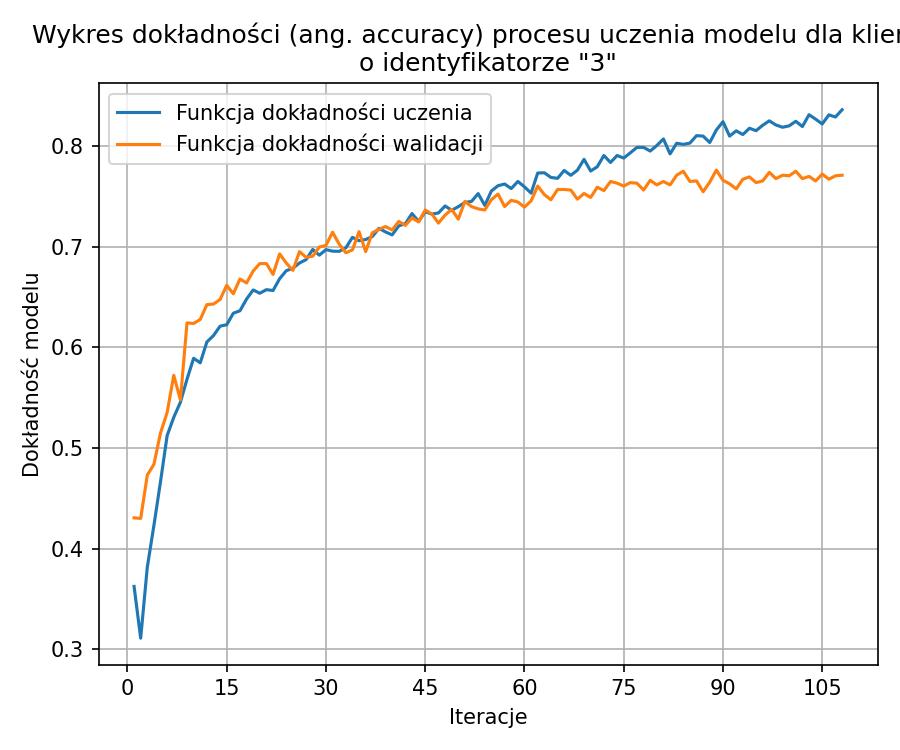 Wykres dokładności (ang. accuracy) procesu uczenia modelu dla
o identyfikatorze "3"
Funkcja dokładności uczenia
Funkcja dokładności walidacji
0.8
0.7
0.6
0.5
0.4
0.3
Dokładność modelu
0 15 30 45 60 75 90 105
Iteracje